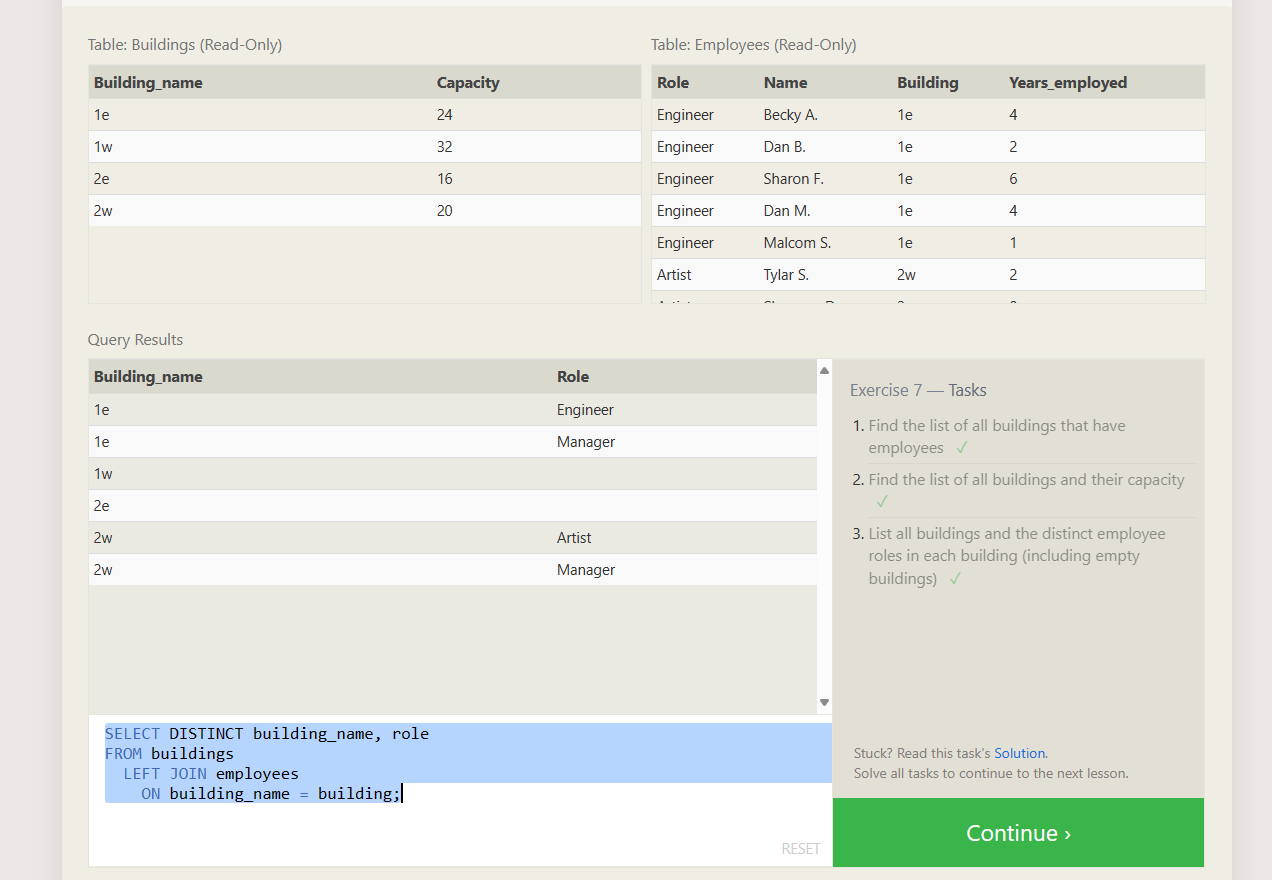 Table: Buildings (Read-Only)
Building_name Capacity
1e 24
1w 32
2e 16
2w 20
Table: Employees (Read-Only)
Role Name Building Years_employed
Engineer Becky A. 1e 4
Engineer Dan B. 1e 2
Engineer Sharon F. 1e 6
Engineer Dan M. 1e 4
Engineer Malcom S. 1e 1
Artist Tylar S. 2w 2
Query Results
Building_name Role
1e Engineer
1e Manager
1w
2e
2w Artist
2w Manager
SELECT DISTINCT building_name, role
FROM buildings
LEFT JOIN employees
ON building_name = building;
RESET
Exercise 7 — Tasks
1. Find the list of all buildings that have
employees ✓
2. Find the list of all buildings and their capacity
✓
3. List all buildings and the distinct employee
roles in each building (including empty
buildings) ✓
Stuck? Read this task's Solution.
Solve all tasks to continue to the next lesson.
Continue ›